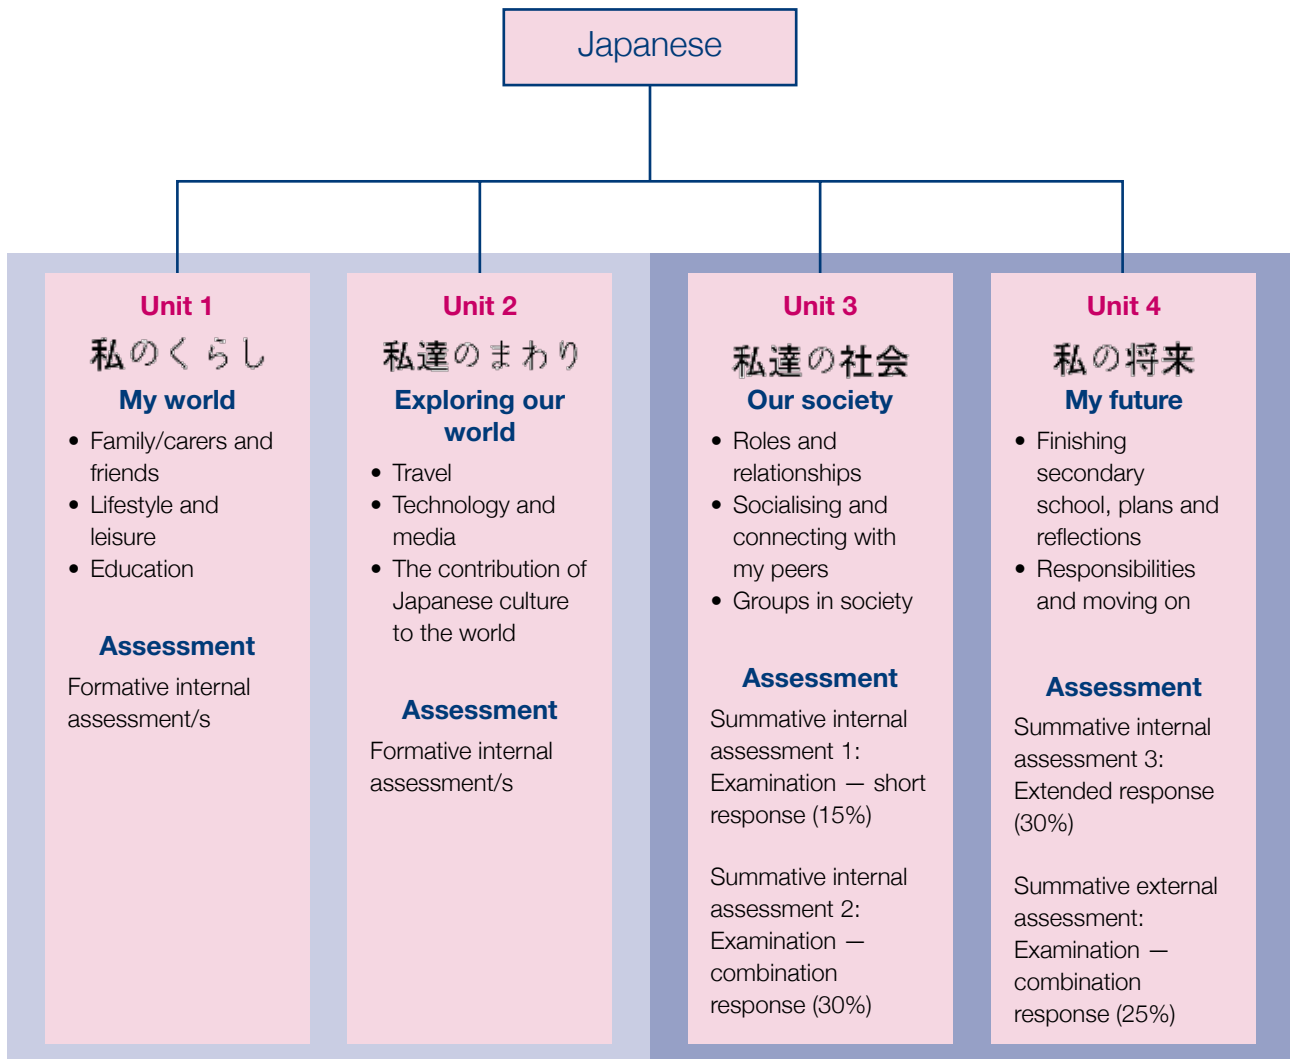 Japanese
Unit 1
私のくらし
My world
• Family/carers and
friends
• Lifestyle and
leisure
• Education
Assessment
Formative internal
assessment/s
Unit 2
私達のまわり
Exploring our
world
• Travel
• Technology and
media
• The contribution of
Japanese culture
to the world
Assessment
Formative internal
assessment/s
Unit 3
私達の社会
Our society
• Roles and
relationships
• Socialising and
connecting with
my peers
• Groups in society
Assessment
Summative internal
assessment 1:
Examination — short
response (15%)
Summative internal
assessment 2:
Examination —
combination
response (30%)
Unit 4
私の将来
My future
• Finishing
secondary
school, plans and
reflections
• Responsibilities
and moving on
Assessment
Summative internal
assessment 3:
Extended response
(30%)
Summative external
assessment:
Examination —
combination
response (25%)